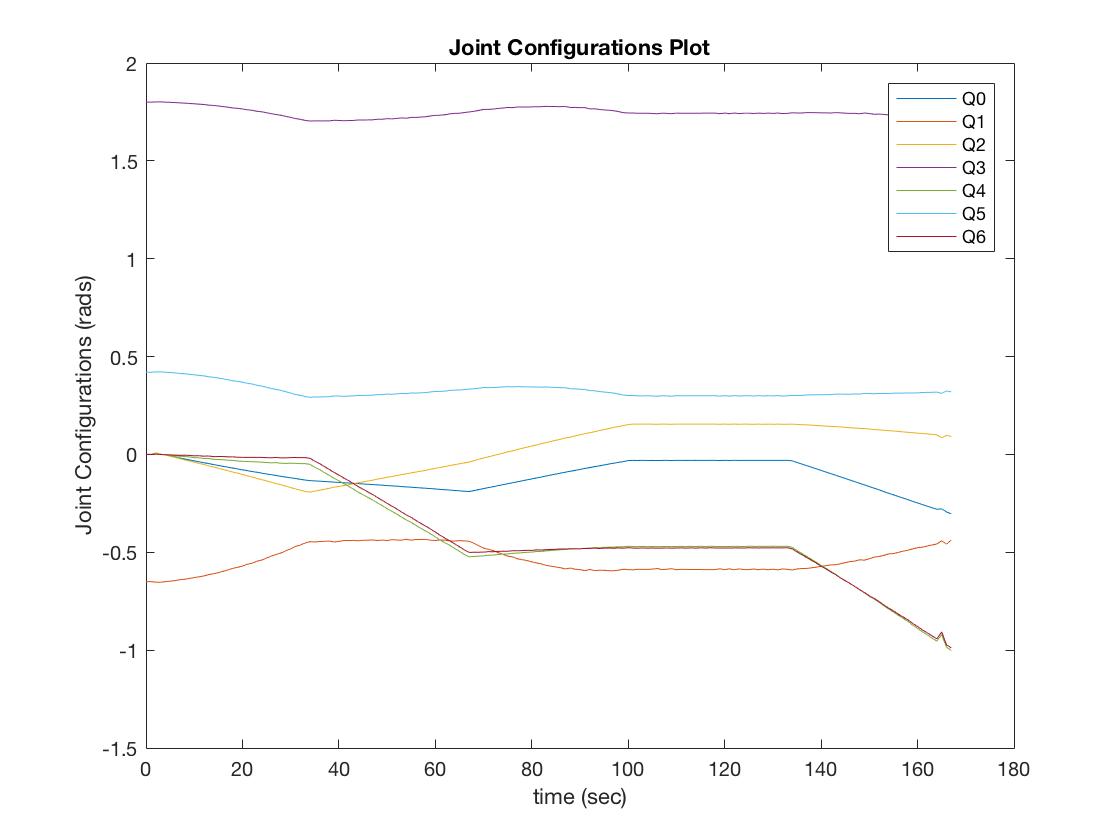 Joint Configurations Plot
2
1.5
1
0.5
0
-0.5
-1
-1.5
Joint Configurations (rads)
Q0
Q1
Q2
Q3
Q4
Q5
Q6
0 20 40 60 80 100 120 140 160 180
time (sec)